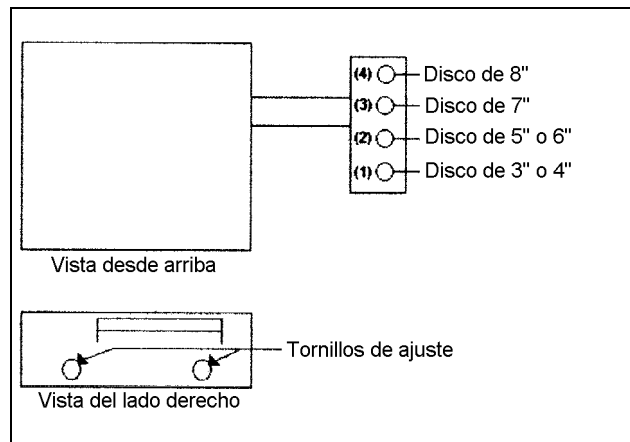 (4) Disco de 8"
(3) Disco de 7"
(2) Disco de 5" o 6"
(1) Disco de 3" o 4"
Vista desde arriba
Tornillos de ajuste
Vista del lado derecho